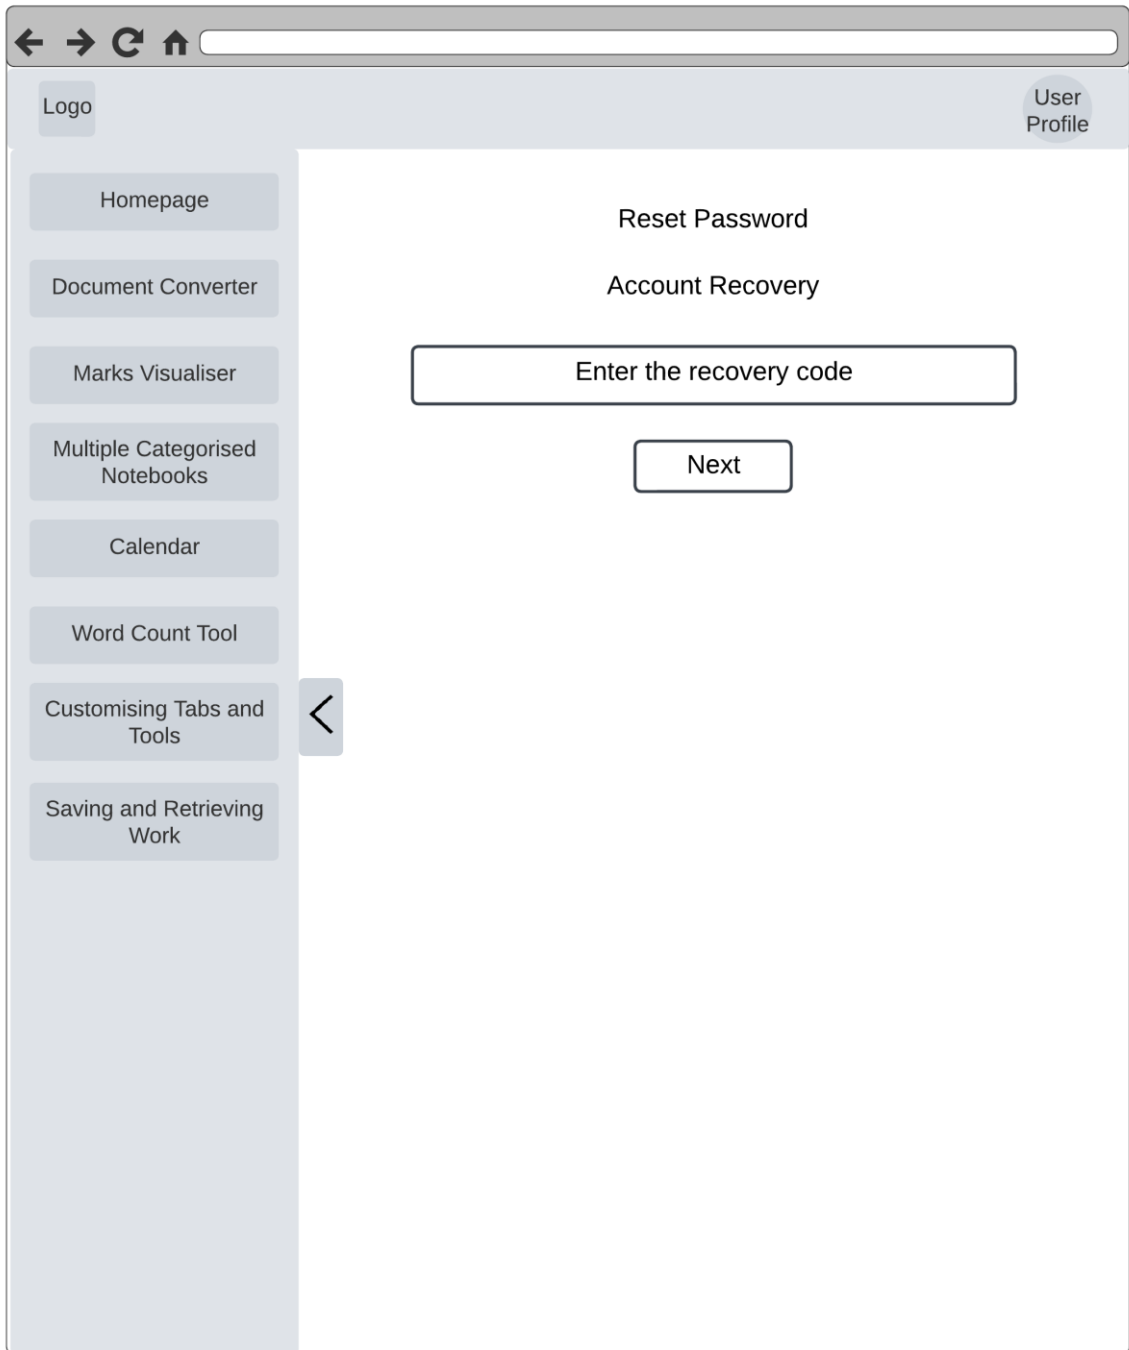 Logo
User
Profile
Homepage
Document Converter
Marks Visualiser
Multiple Categorised
Notebooks
Calendar
Word Count Tool
Customising Tabs and
Tools
Saving and Retrieving
Work
Reset Password
Account Recovery
Enter the recovery code
Next